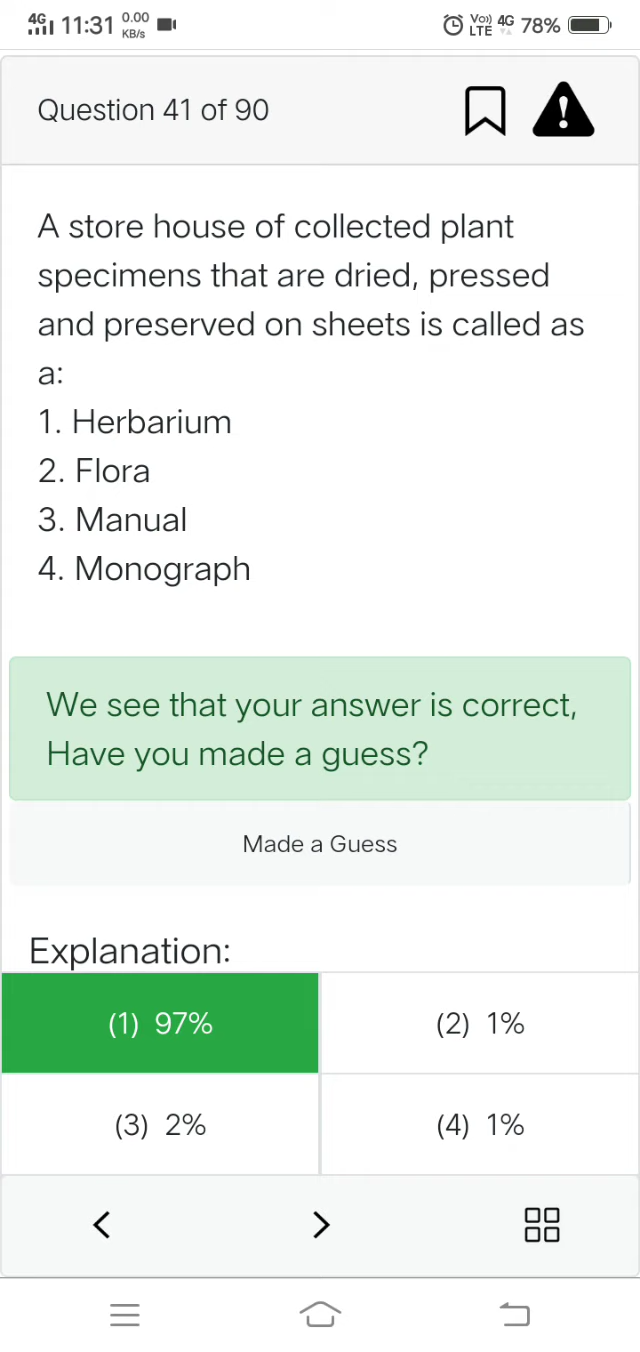 4G 11:31 0.00 KB/s Vo)) LTE 4G 78%
Question 41 of 90
A store house of collected plant
specimens that are dried, pressed
and preserved on sheets is called as
a:
1. Herbarium
2. Flora
3. Manual
4. Monograph
We see that your answer is correct,
Have you made a guess?
Made a Guess
Explanation:
(1) 97% (2) 1%
(3) 2% (4) 1%